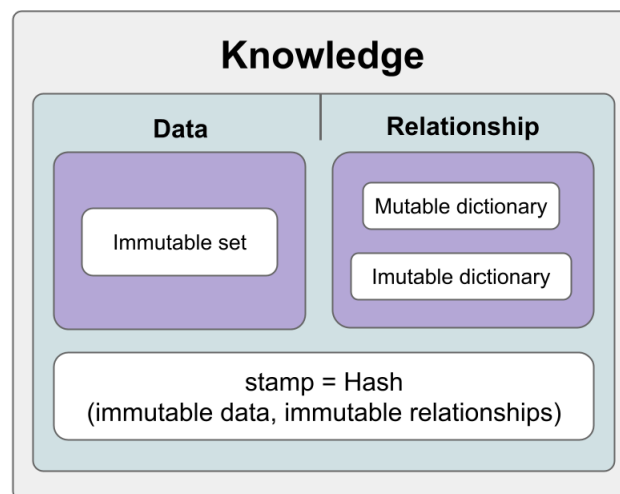 Knowledge
Data
Relationship
Immutable set
Mutable dictionary
Imutable dictionary
stamp = Hash
(immutable data, immutable relationships)